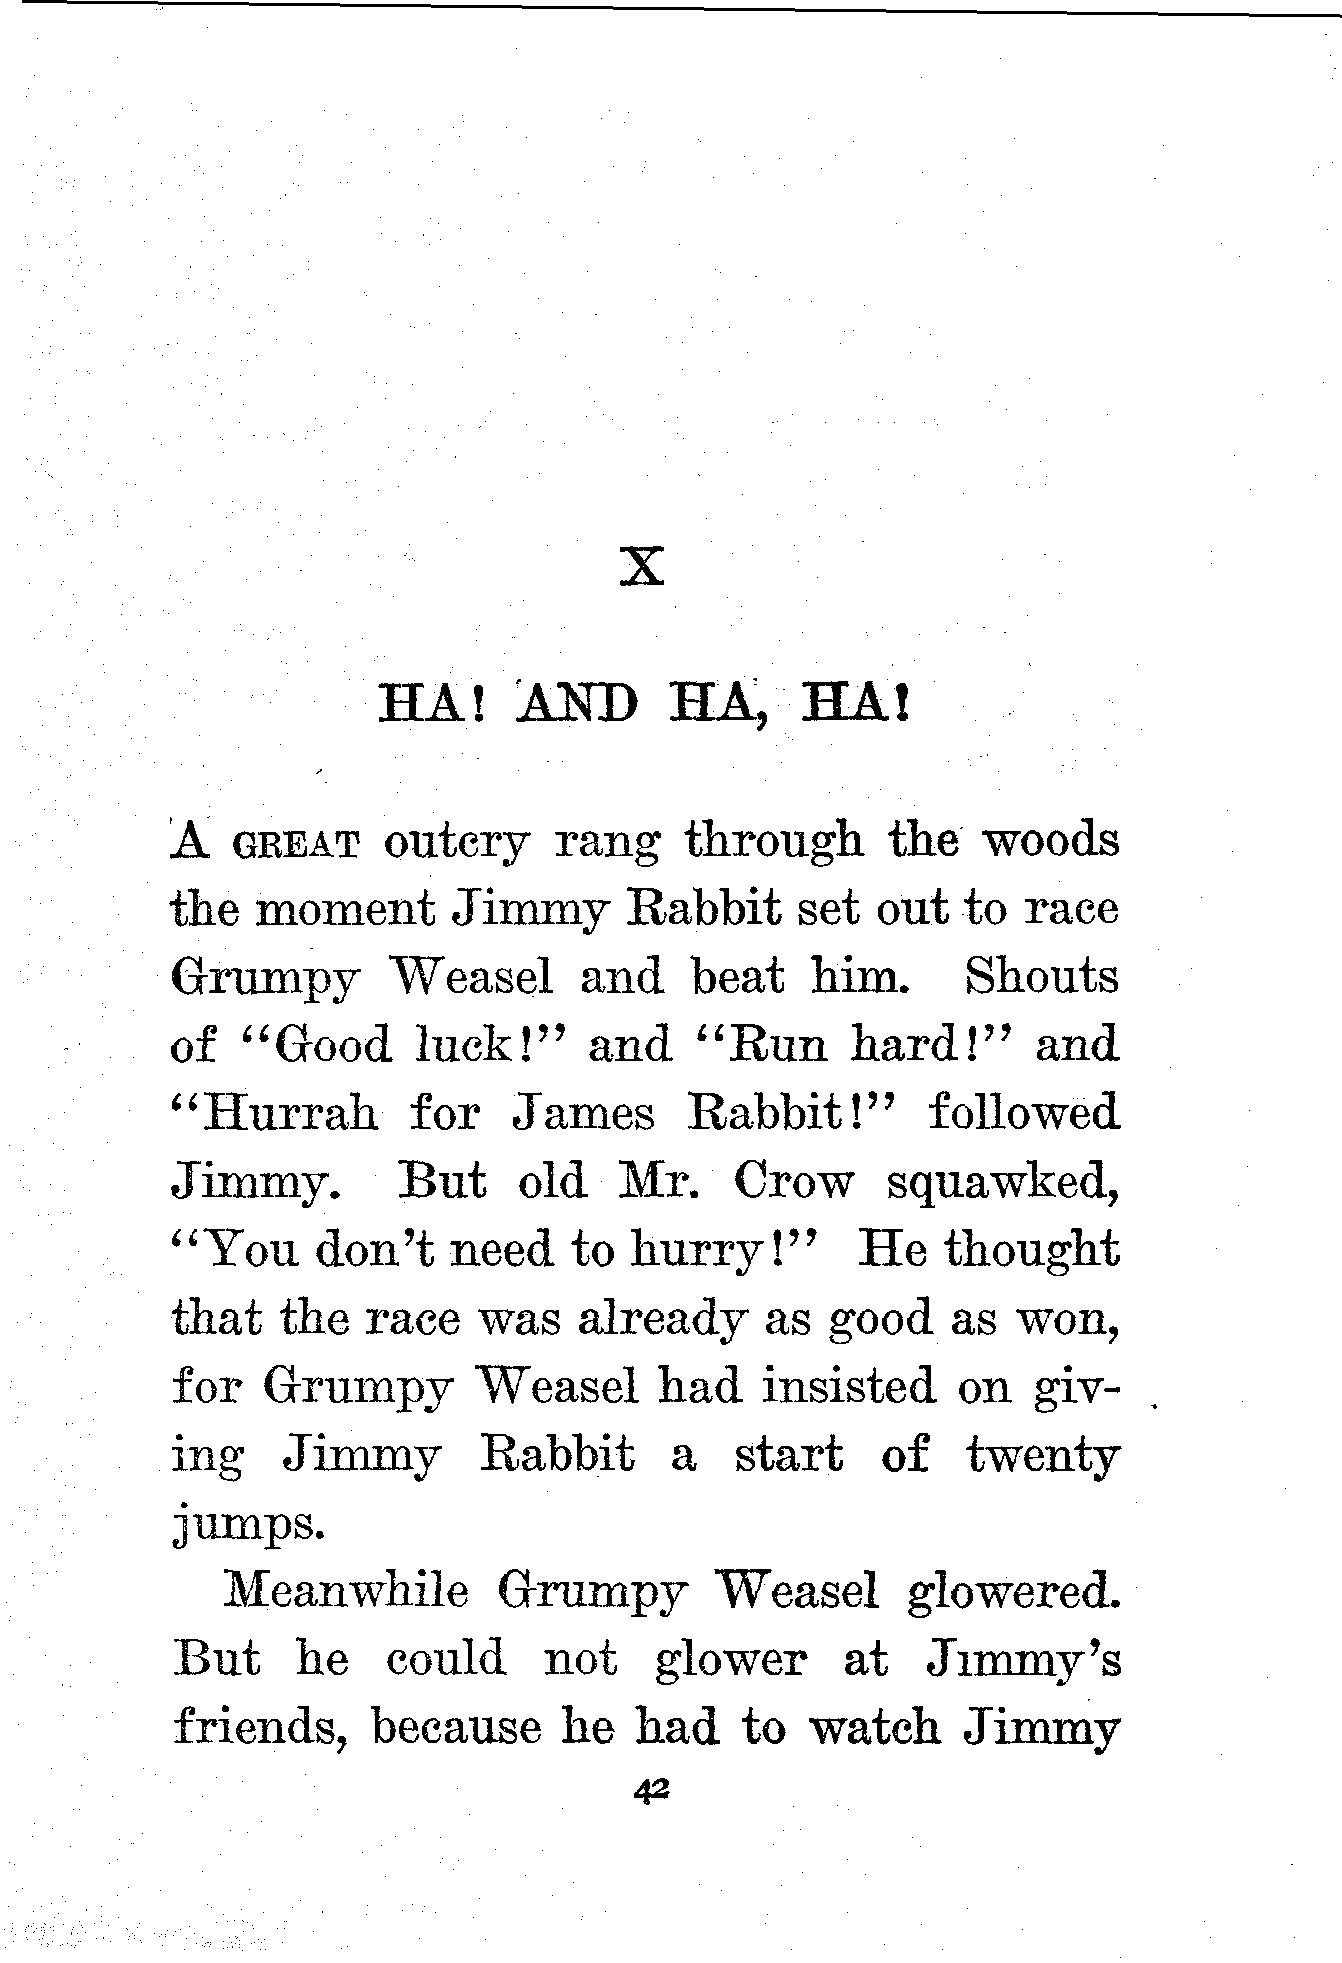 X
HA! AND HA, HA!
A GREAT outcry rang through the woods
the moment Jimmy Rabbit set out to race
Grumpy Weasel and beat him. Shouts
of "Good luck!" and "Run hard!" and
"Hurrah for James Rabbit!" followed
Jimmy. But old Mr. Crow squawked,
"You don't need to hurry!" He thought
that the race was already as good as won,
for Grumpy Weasel had insisted on giv-
ing Jimmy Rabbit a start of twenty
jumps.
Meanwhile Grumpy Weasel glowered.
But he could not glower at Jimmy's
friends, because he had to watch Jimmy
42